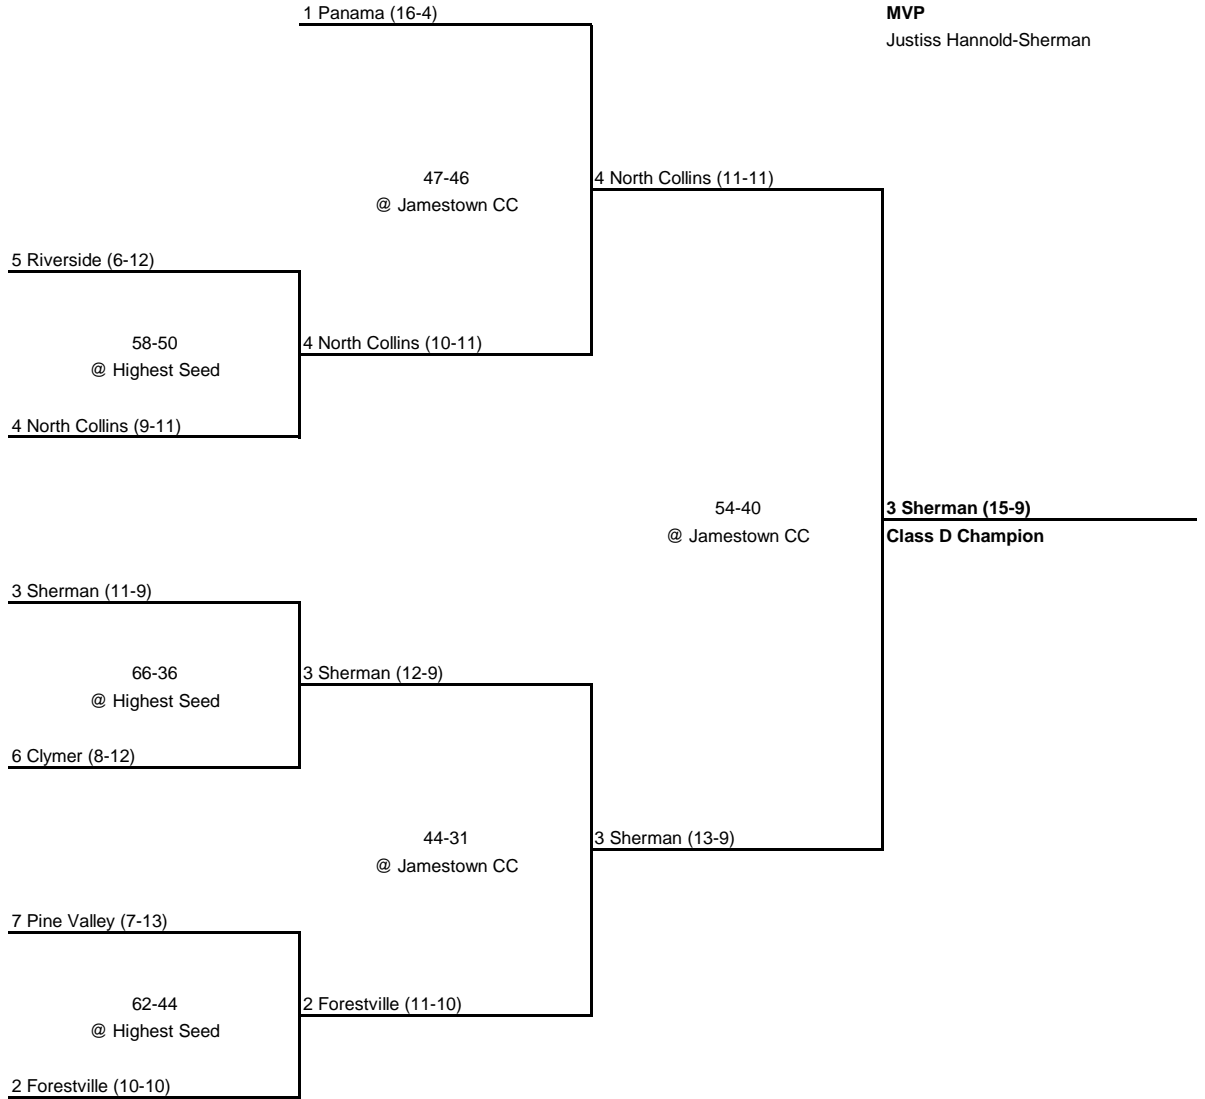 1 Panama (16-4)
MVP
Justiss Hannold-Sherman
47-46
@ Jamestown CC
4 North Collins (11-11)
5 Riverside (6-12)
58-50
@ Highest Seed
4 North Collins (10-11)
4 North Collins (9-11)
54-40
@ Jamestown CC
3 Sherman (15-9)
Class D Champion
3 Sherman (11-9)
66-36
@ Highest Seed
3 Sherman (12-9)
6 Clymer (8-12)
44-31
@ Jamestown CC
3 Sherman (13-9)
7 Pine Valley (7-13)
62-44
@ Highest Seed
2 Forestville (11-10)
2 Forestville (10-10)